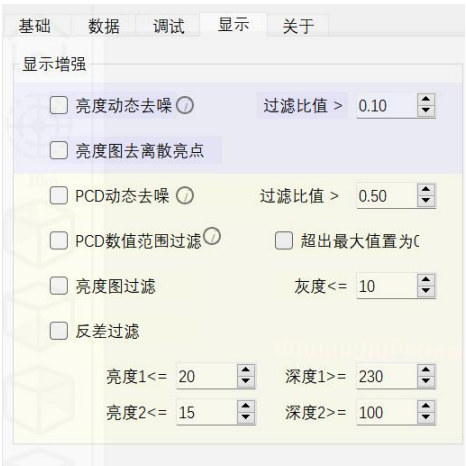 基础 数据 调试 显示 关于
显示增强
亮度动态去噪 过滤比值 > 0.10
亮度图去离散亮点
PCD动态去噪 过滤比值 > 0.50
PCD数值范围过滤 超出最大值置为0
亮度图过滤 灰度<= 10
反差过滤
亮度1<= 20 深度1>= 230
亮度2<= 15 深度2>= 100